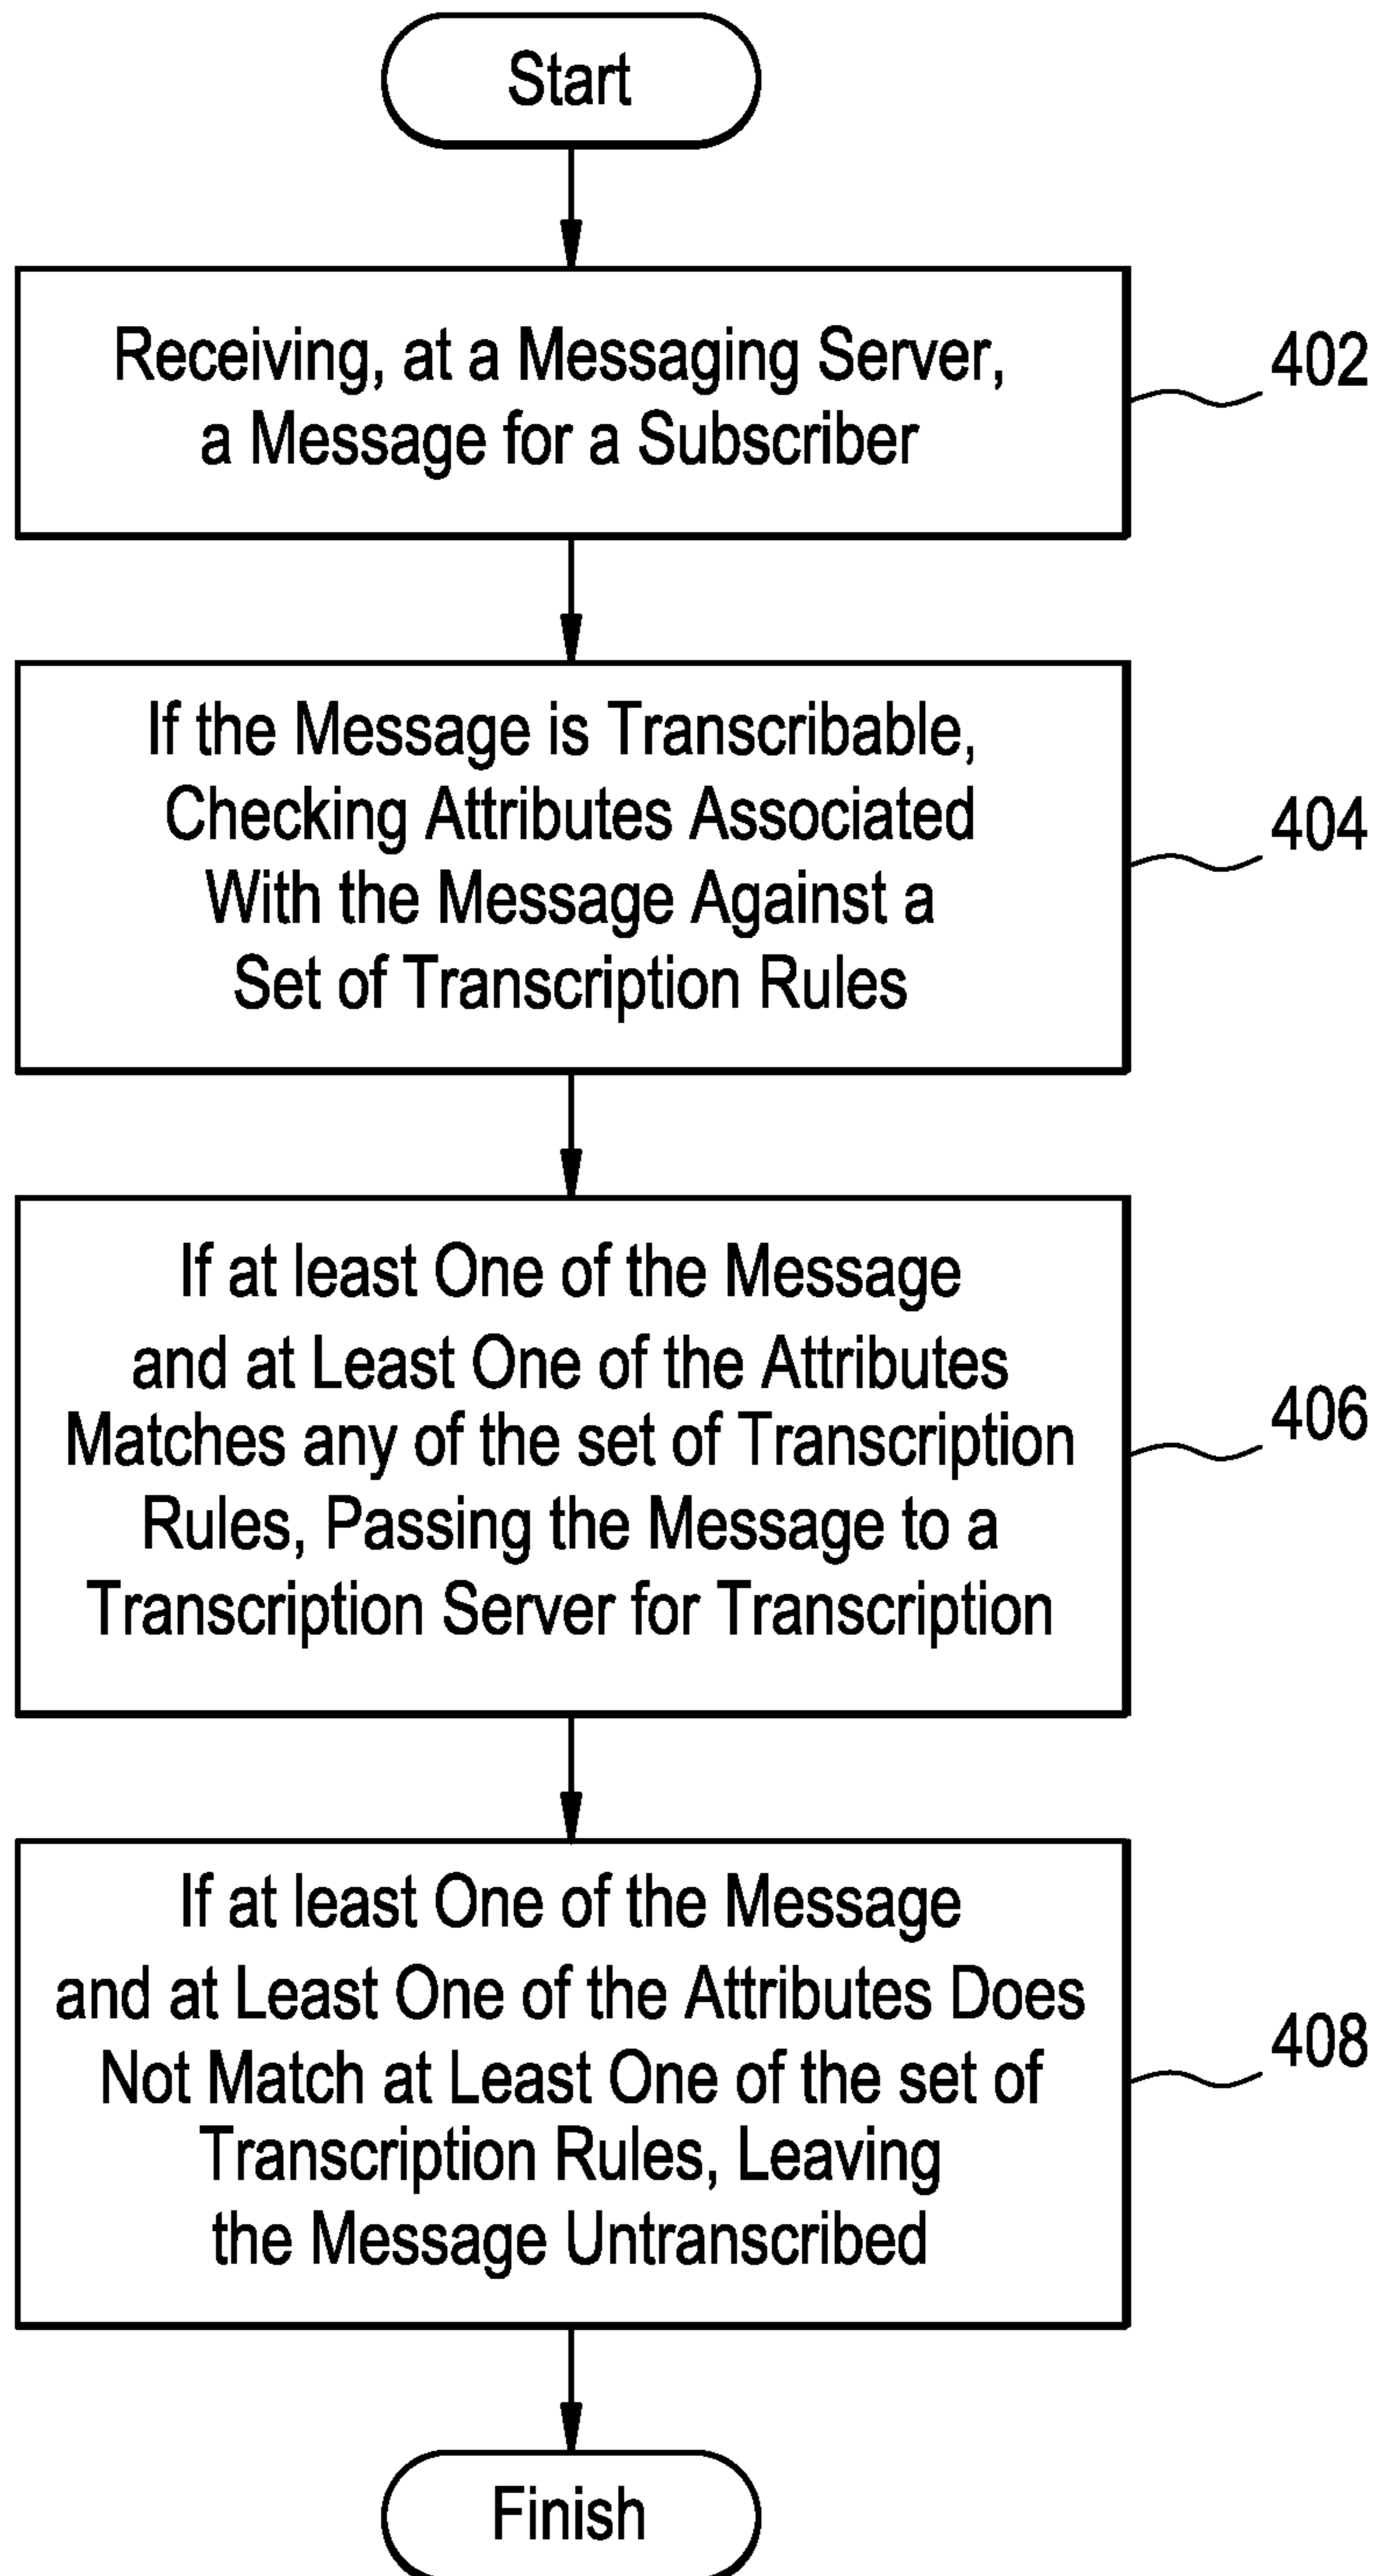 Start
Receiving, at a Messaging Server,
a Message for a Subscriber
402
If the Message is Transcribable,
Checking Attributes Associated
With the Message Against a
Set of Transcription Rules
404
If at least One of the Message
and at Least One of the Attributes
Matches any of the set of Transcription
Rules, Passing the Message to a
Transcription Server for Transcription
406
If at least One of the Message
and at Least One of the Attributes Does
Not Match at Least One of the set of
Transcription Rules, Leaving
the Message Untranscribed
408
Finish